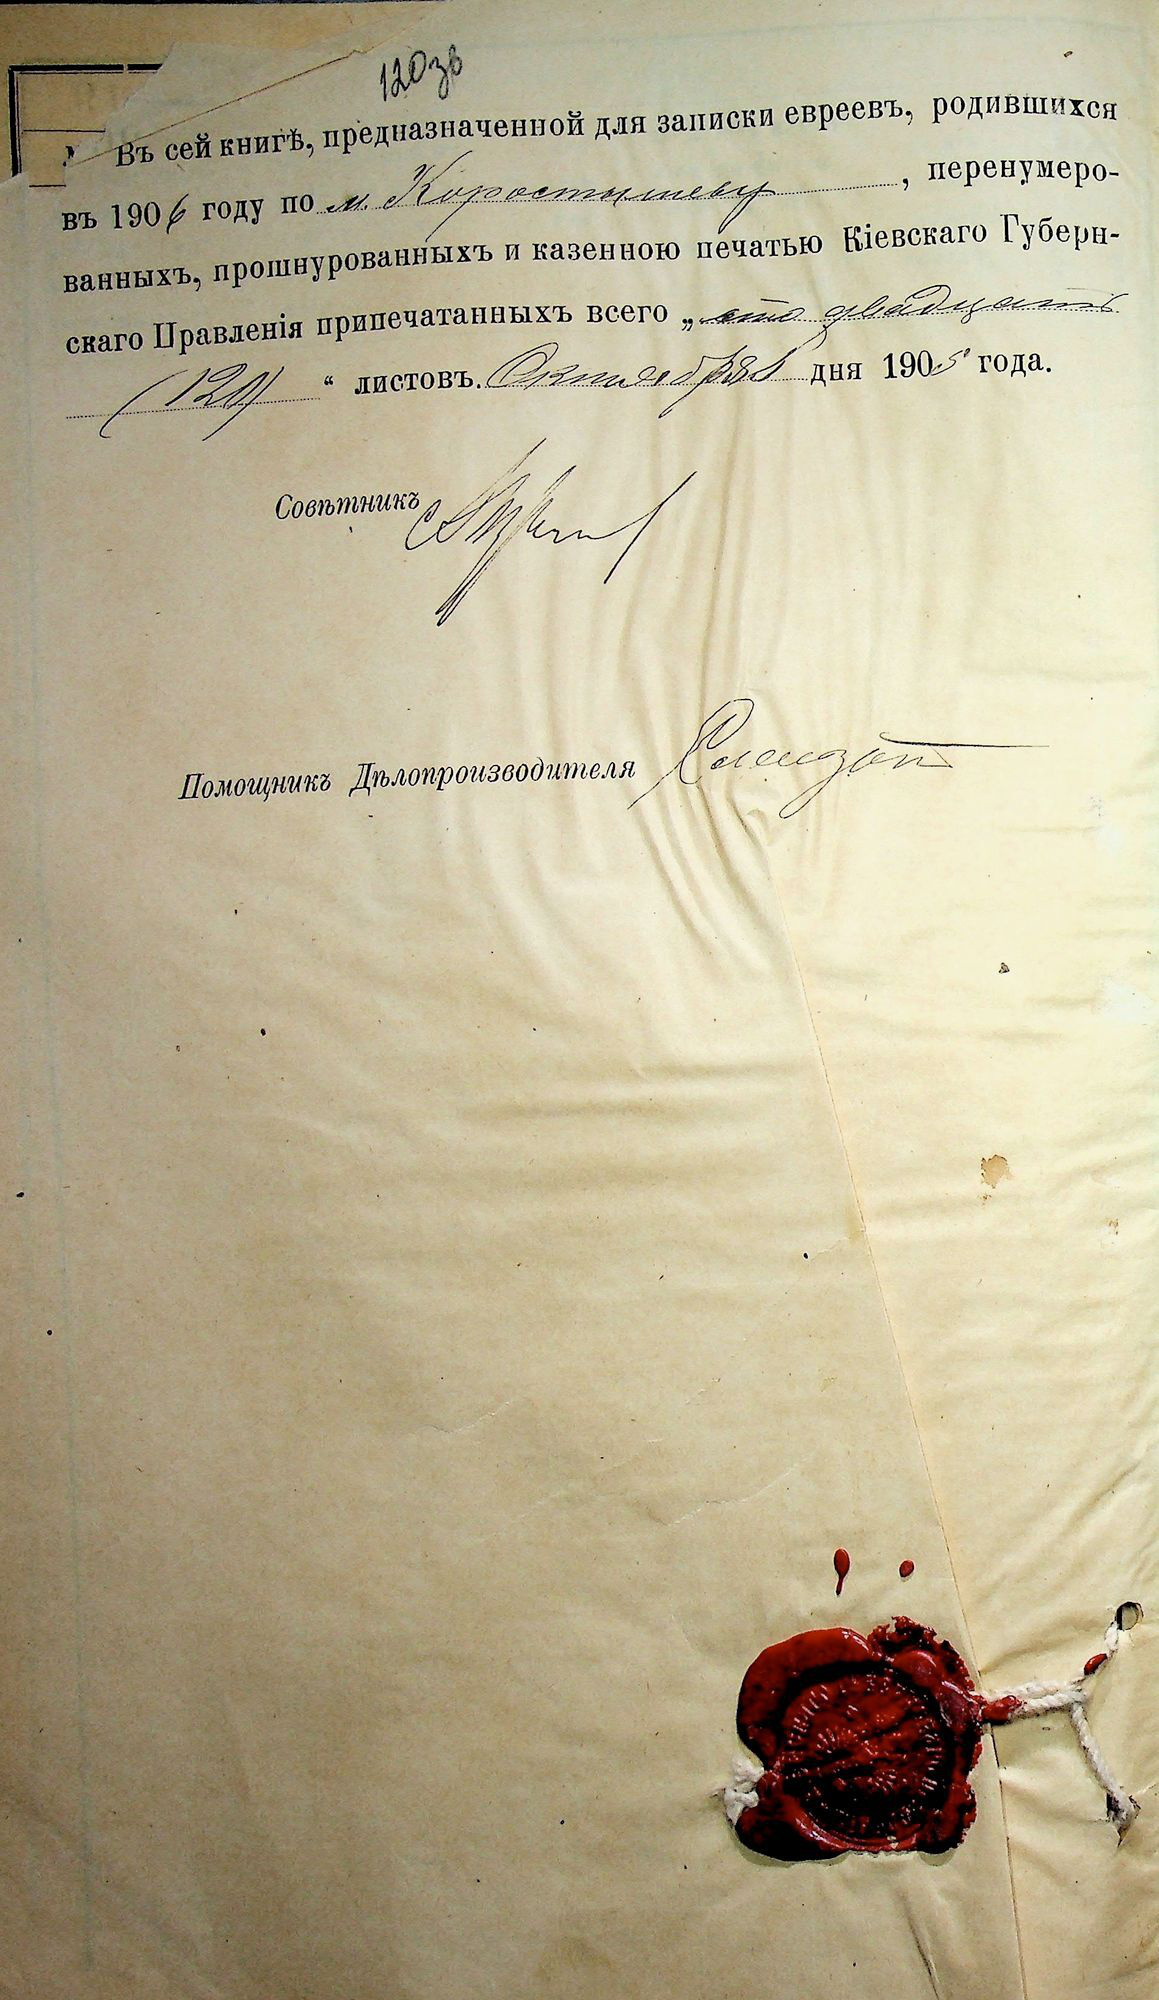 120зв
Въ сей книгѣ, предназначенной для записки евреевъ, родившихся
въ 1906 году по м. Коростышеву, перенумеро-
ванныхъ, прошнурованныхъ и казенною печатью Кіевскаго Губерн-
скаго Правленія припечатанныхъ всего „сто двадцать
(120)“ листовъ. Октября дня 1905 года.
Совѣтникъ
Помощникъ Дѣлопроизводителя